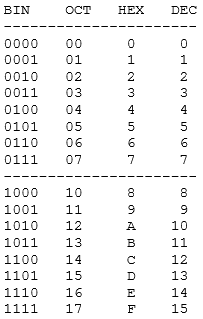 BIN OCT HEX DEC
----------------------
0000 00 0 0
0001 01 1 1
0010 02 2 2
0011 03 3 3
0100 04 4 4
0101 05 5 5
0110 06 6 6
0111 07 7 7
----------------------
1000 10 8 8
1001 11 9 9
1010 12 A 10
1011 13 B 11
1100 14 C 12
1101 15 D 13
1110 16 E 14
1111 17 F 15